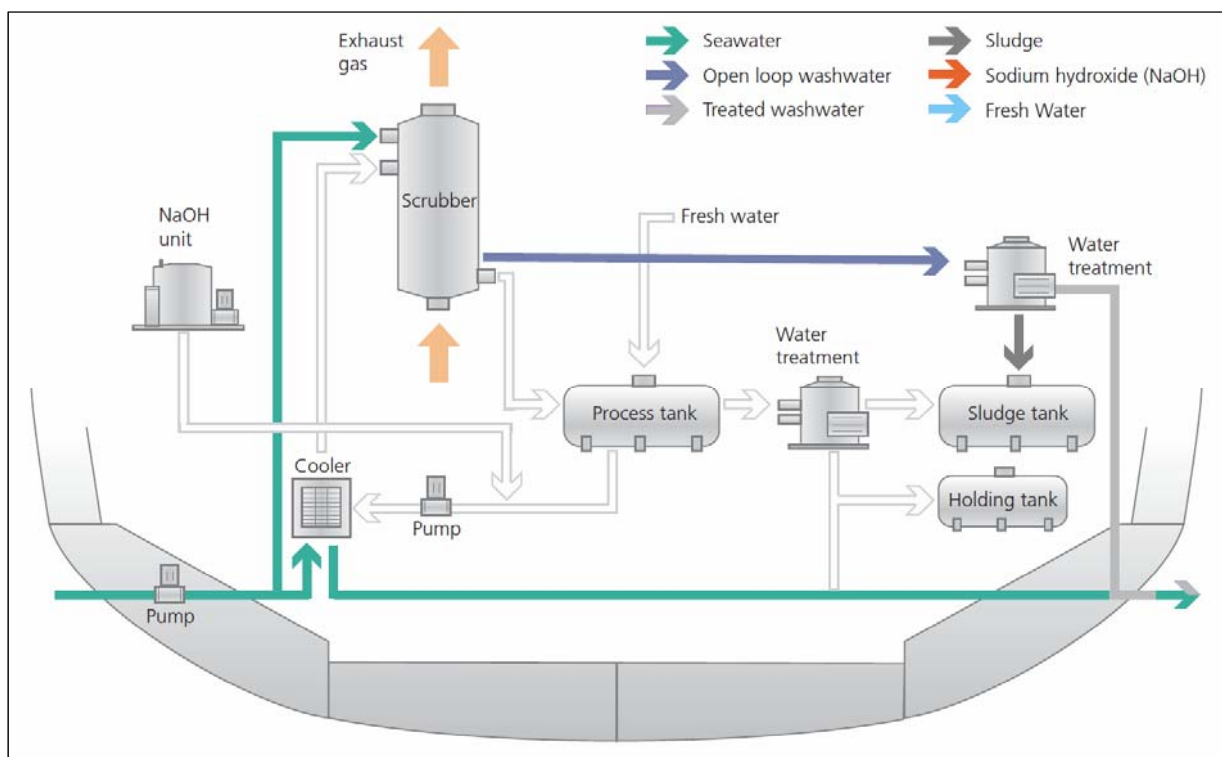 Exhaust
gas
Seawater
Open loop washwater
Treated washwater
Sludge
Sodium hydroxide (NaOH)
Fresh Water
Scrubber
NaOH
unit
Fresh water
Water
treatment
Water
treatment
Process tank
Sludge tank
Cooler
Pump
Holding tank
Pump